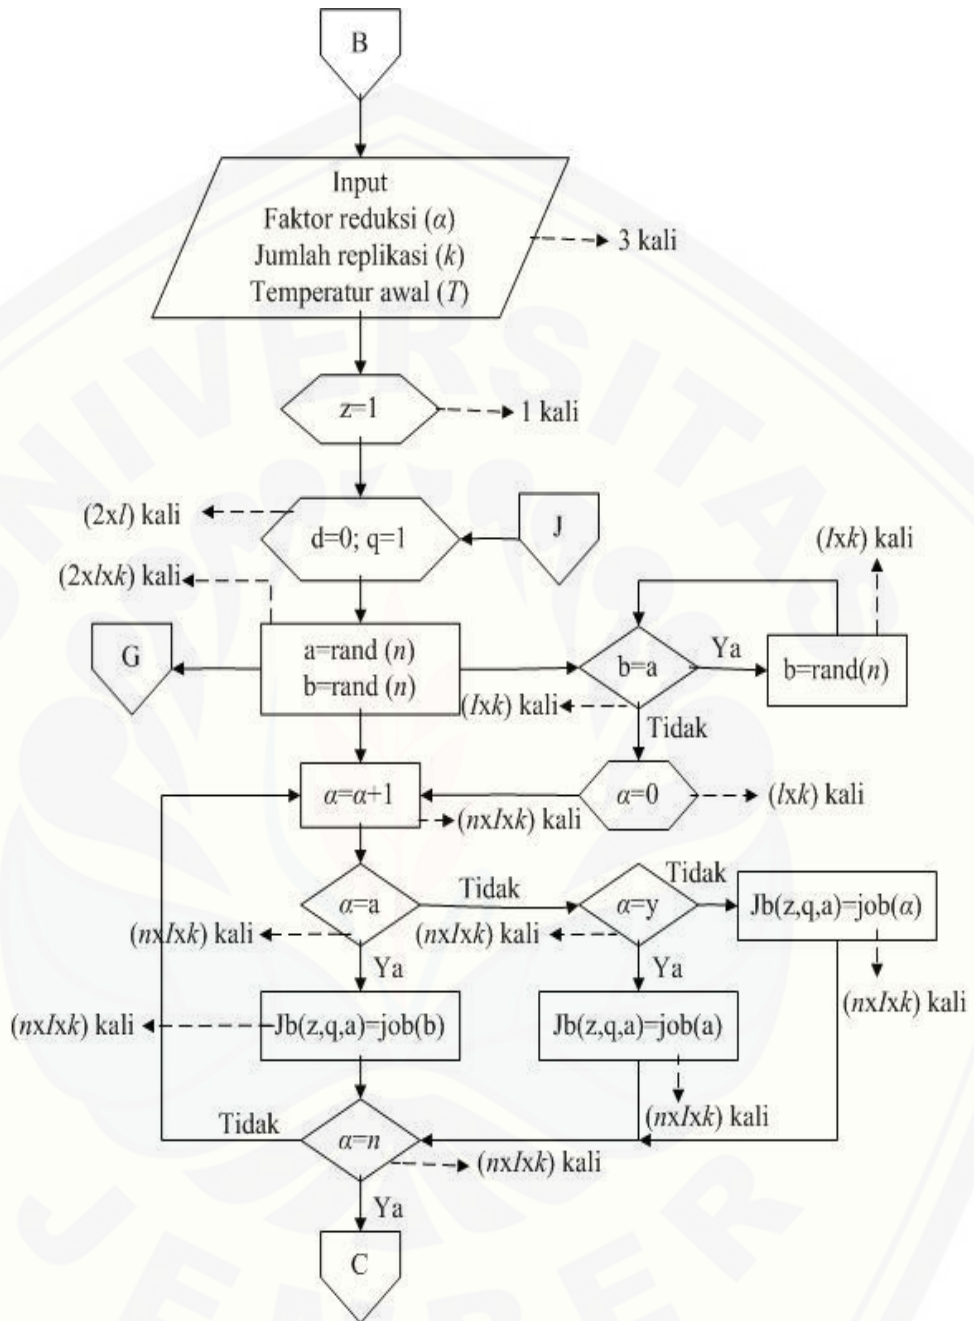 B
Input
Faktor reduksi (α)
Jumlah replikasi (k)
Temperatur awal (T)
3 kali
z=1
1 kali
(2xl) kali
d=0; q=1
J
(lxk) kali
(2xlxk) kali
G
a=rand (n)
b=rand (n)
b=a
Ya
b=rand(n)
(lxk) kali
Tidak
α=α+1
α=0
(lxk) kali
(nxlxk) kali
α=a
Tidak
α=y
Tidak
Jb(z,q,a)=job(α)
(nxlxk) kali
(nxlxk) kali
Ya
Ya
(nxlxk) kali
(nxlxk) kali
Jb(z,q,a)=job(b)
Jb(z,q,a)=job(a)
(nxlxk) kali
Tidak
α=n
(nxlxk) kali
Ya
C
UNIVERSITAS
JEMBER